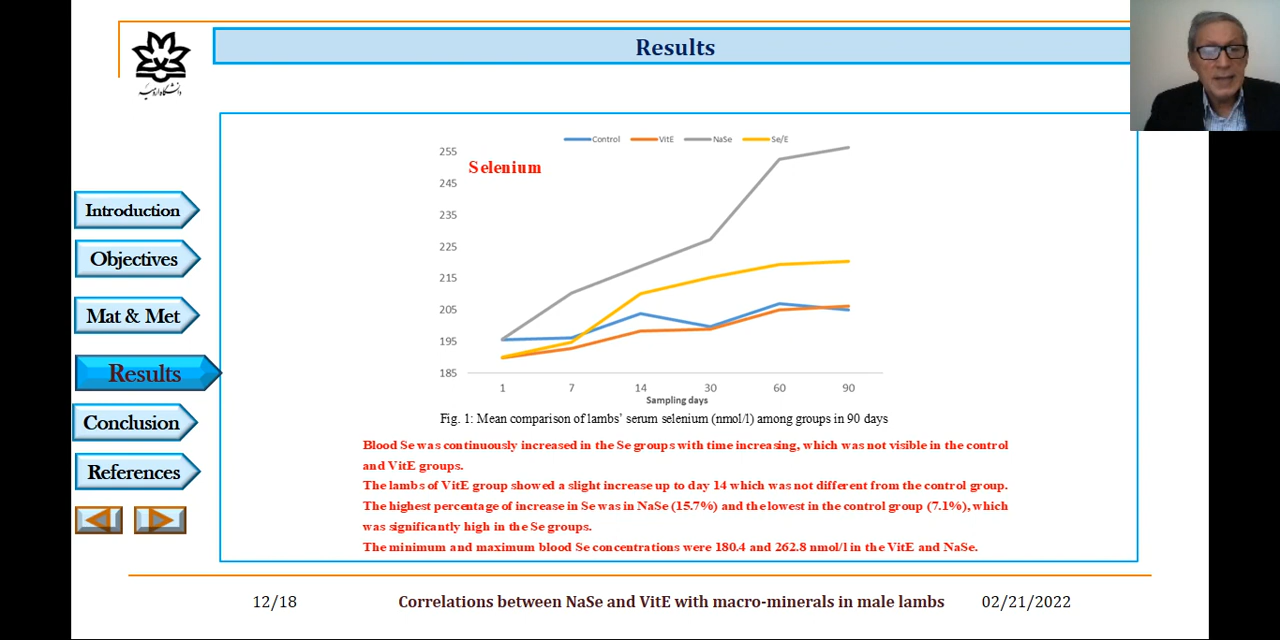 Results
دانشگاه ارومیه
Introduction
Objectives
Mat & Met
Results
Conclusion
References
Control VitE NaSe Se/E
Selenium
255
245
235
225
215
205
195
185
1 7 14 30 60 90
Sampling days
Fig. 1: Mean comparison of lambs' serum selenium (nmol/l) among groups in 90 days
Blood Se was continuously increased in the Se groups with time increasing, which was not visible in the control
and VitE groups.
The lambs of VitE group showed a slight increase up to day 14 which was not different from the control group.
The highest percentage of increase in Se was in NaSe (15.7%) and the lowest in the control group (7.1%), which
was significantly high in the Se groups.
The minimum and maximum blood Se concentrations were 180.4 and 262.8 nmol/l in the VitE and NaSe.
12/18 Correlations between NaSe and VitE with macro-minerals in male lambs 02/21/2022